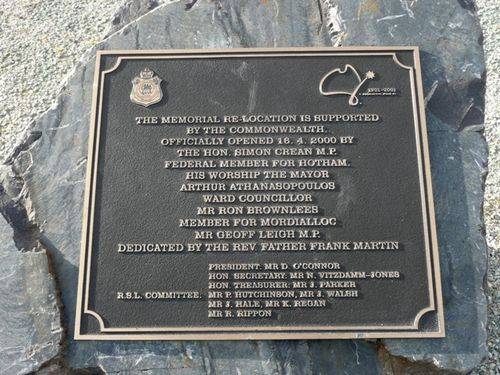 1901-2001
THE MEMORIAL RE-LOCATION IS SUPPORTED
BY THE COMMONWEALTH.
OFFICIALLY OPENED 16. 4. 2000 BY
THE HON. SIMON CREAN M.P.
FEDERAL MEMBER FOR HOTHAM.
HIS WORSHIP THE MAYOR
ARTHUR ATHANASOPOULOS
WARD COUNCILLOR
MR RON BROWNLEES
MEMBER FOR MORDIALLOC
MR GEOFF LEIGH M.P.
DEDICATED BY THE REV. FATHER FRANK MARTIN
PRESIDENT: MR D. O'CONNOR
HON. SECRETARY: MR N. VITZDAMM-JONES
HON. TREASURER: MR J. PARKER
R.S.L. COMMITTEE: MR P. HUTCHINSON, MR J. WALSH
MR J. HALE, MR K. REGAN
MR R. RIPPON